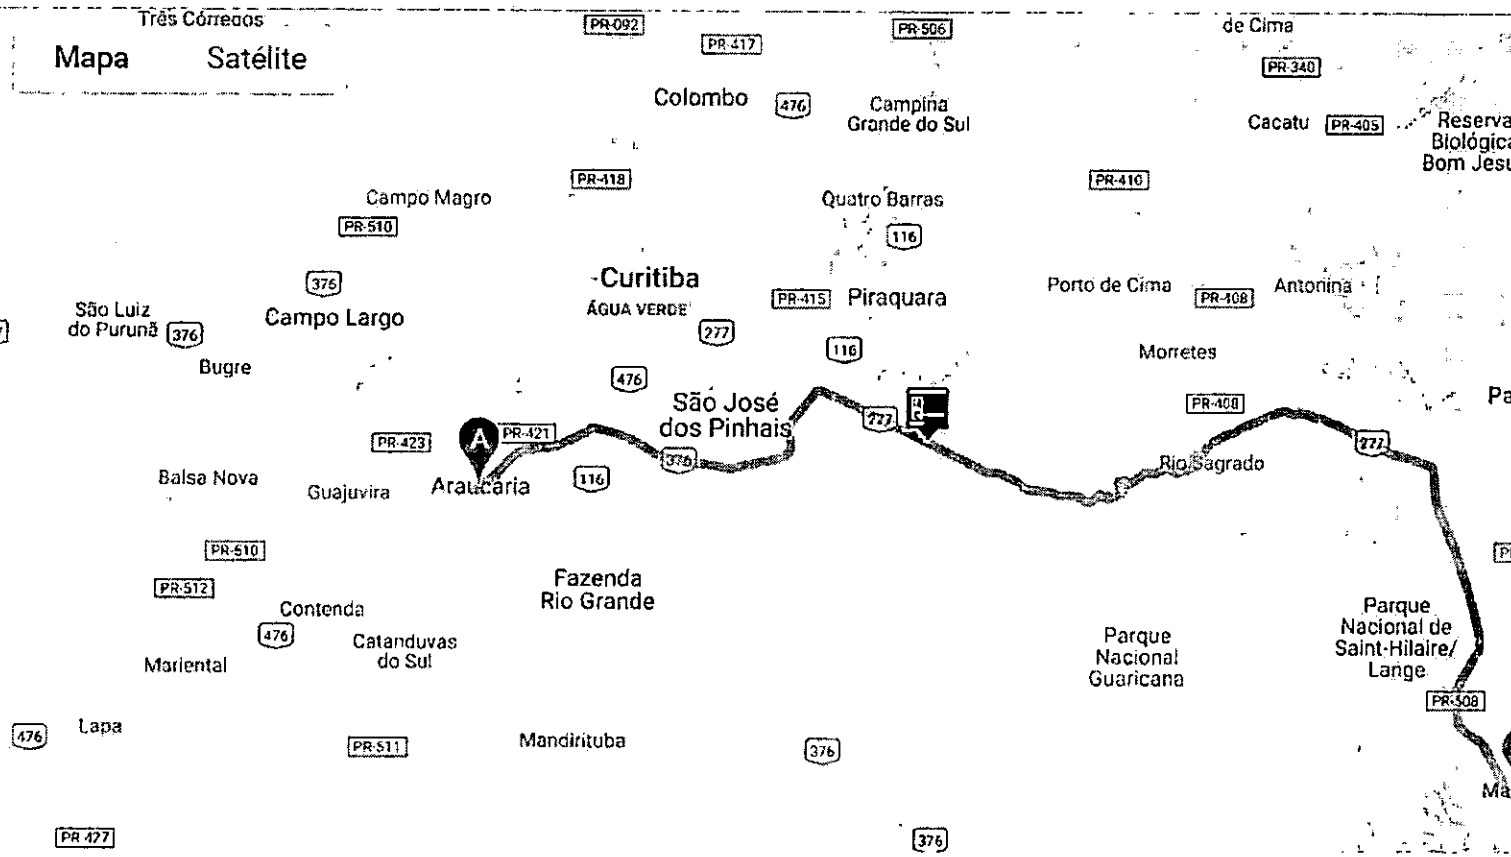 Três Córregos
PR-092
PR-506
de Cima
Mapa
Satélite
PR-417
PR-340
Colombo
476
Campina
Grande do Sul
Cacatu
PR-405
Reserva
Biológica
Bom Jesu
PR-418
PR-410
Campo Magro
Quatro Barras
PR-510
116
376
Curitiba
ÁGUA VERDE
PR-415
Piraquara
Porto de Cima
PR-408
Antonina
São Luiz
do Purunã
376
Campo Largo
277
116
Morretes
Bugre
476
São José
dos Pinhais
277
PR-408
Pa
PR-423
A
PR-421
277
Balsa Nova
Guajuvira
Araucária
116
376
Rio Sagrado
PR-510
PR-512
Fazenda
Rio Grande
Contenda
476
Catanduvas
do Sul
Mariental
Parque
Nacional
Guaricana
Parque
Nacional de
Saint-Hilaire/
Lange
PR-508
476
Lapa
PR-511
Mandirituba
376
Ma
PR-427
376